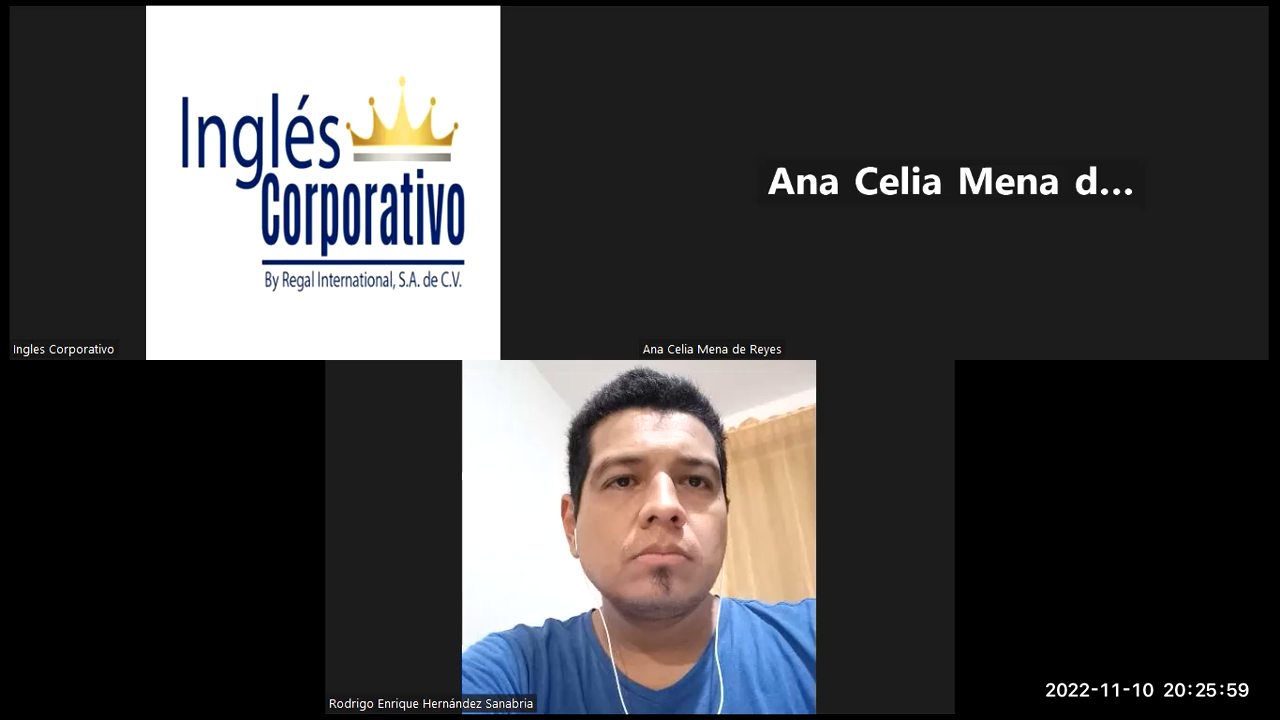 Inglés
Corporativo
By Regal International, S.A. de C.V.
Ana Celia Mena d...
Ingles Corporativo
Ana Celia Mena de Reyes
Rodrigo Enrique Hernández Sanabria
2022-11-10 20:25:59